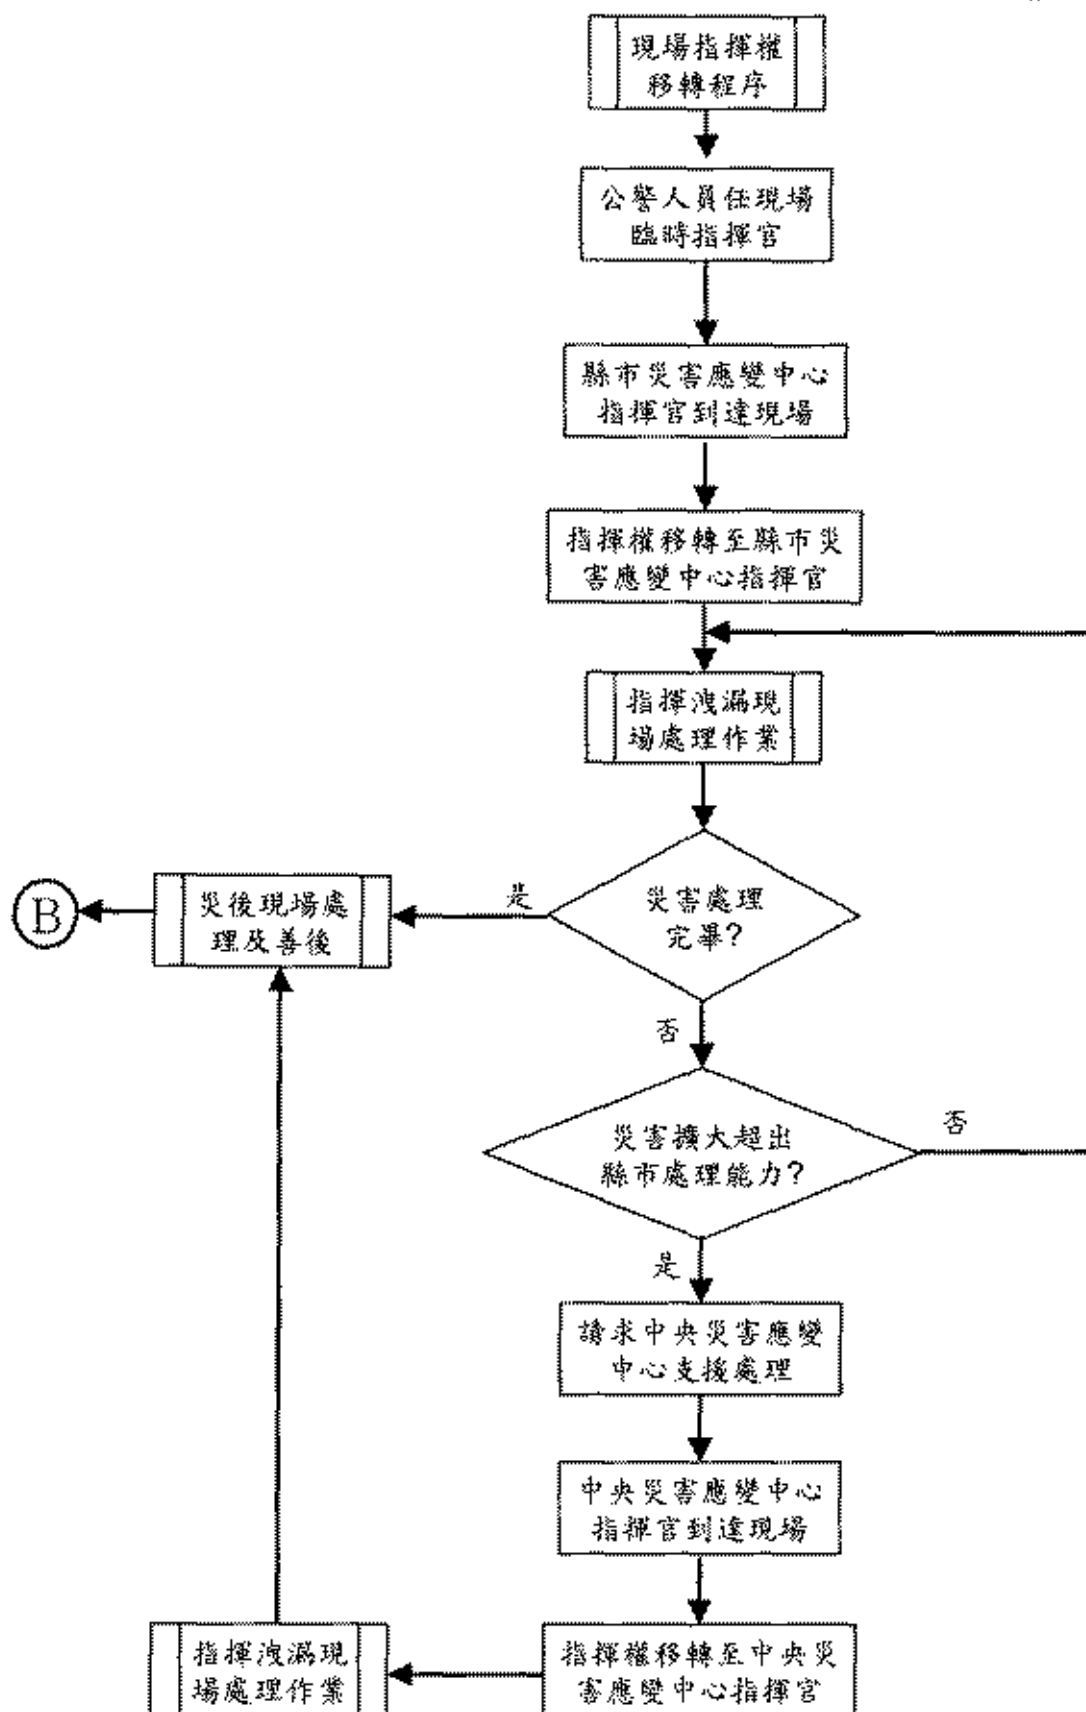 現場指揮權
移轉程序
公警人員任現場
臨時指揮官
縣市災害應變中心
指揮官到達現場
指揮權移轉至縣市災
害應變中心指揮官
指揮洩漏現
場處理作業
災害處理
完畢?
是
災後現場處
理及善後
B
否
災害擴大超出
縣市處理能力?
否
是
請求中央災害應變
中心支援處理
中央災害應變中心
指揮官到達現場
指揮權移轉至中央災
害應變中心指揮官
指揮洩漏現
場處理作業